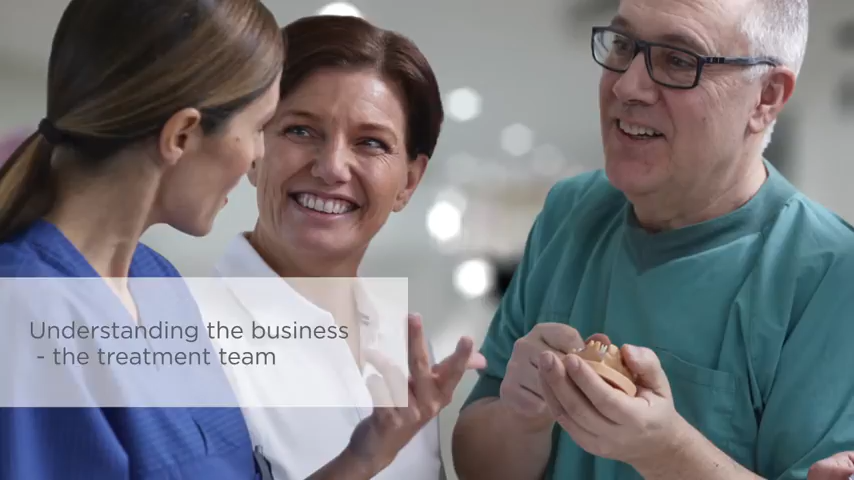 Understanding the business
- the treatment team